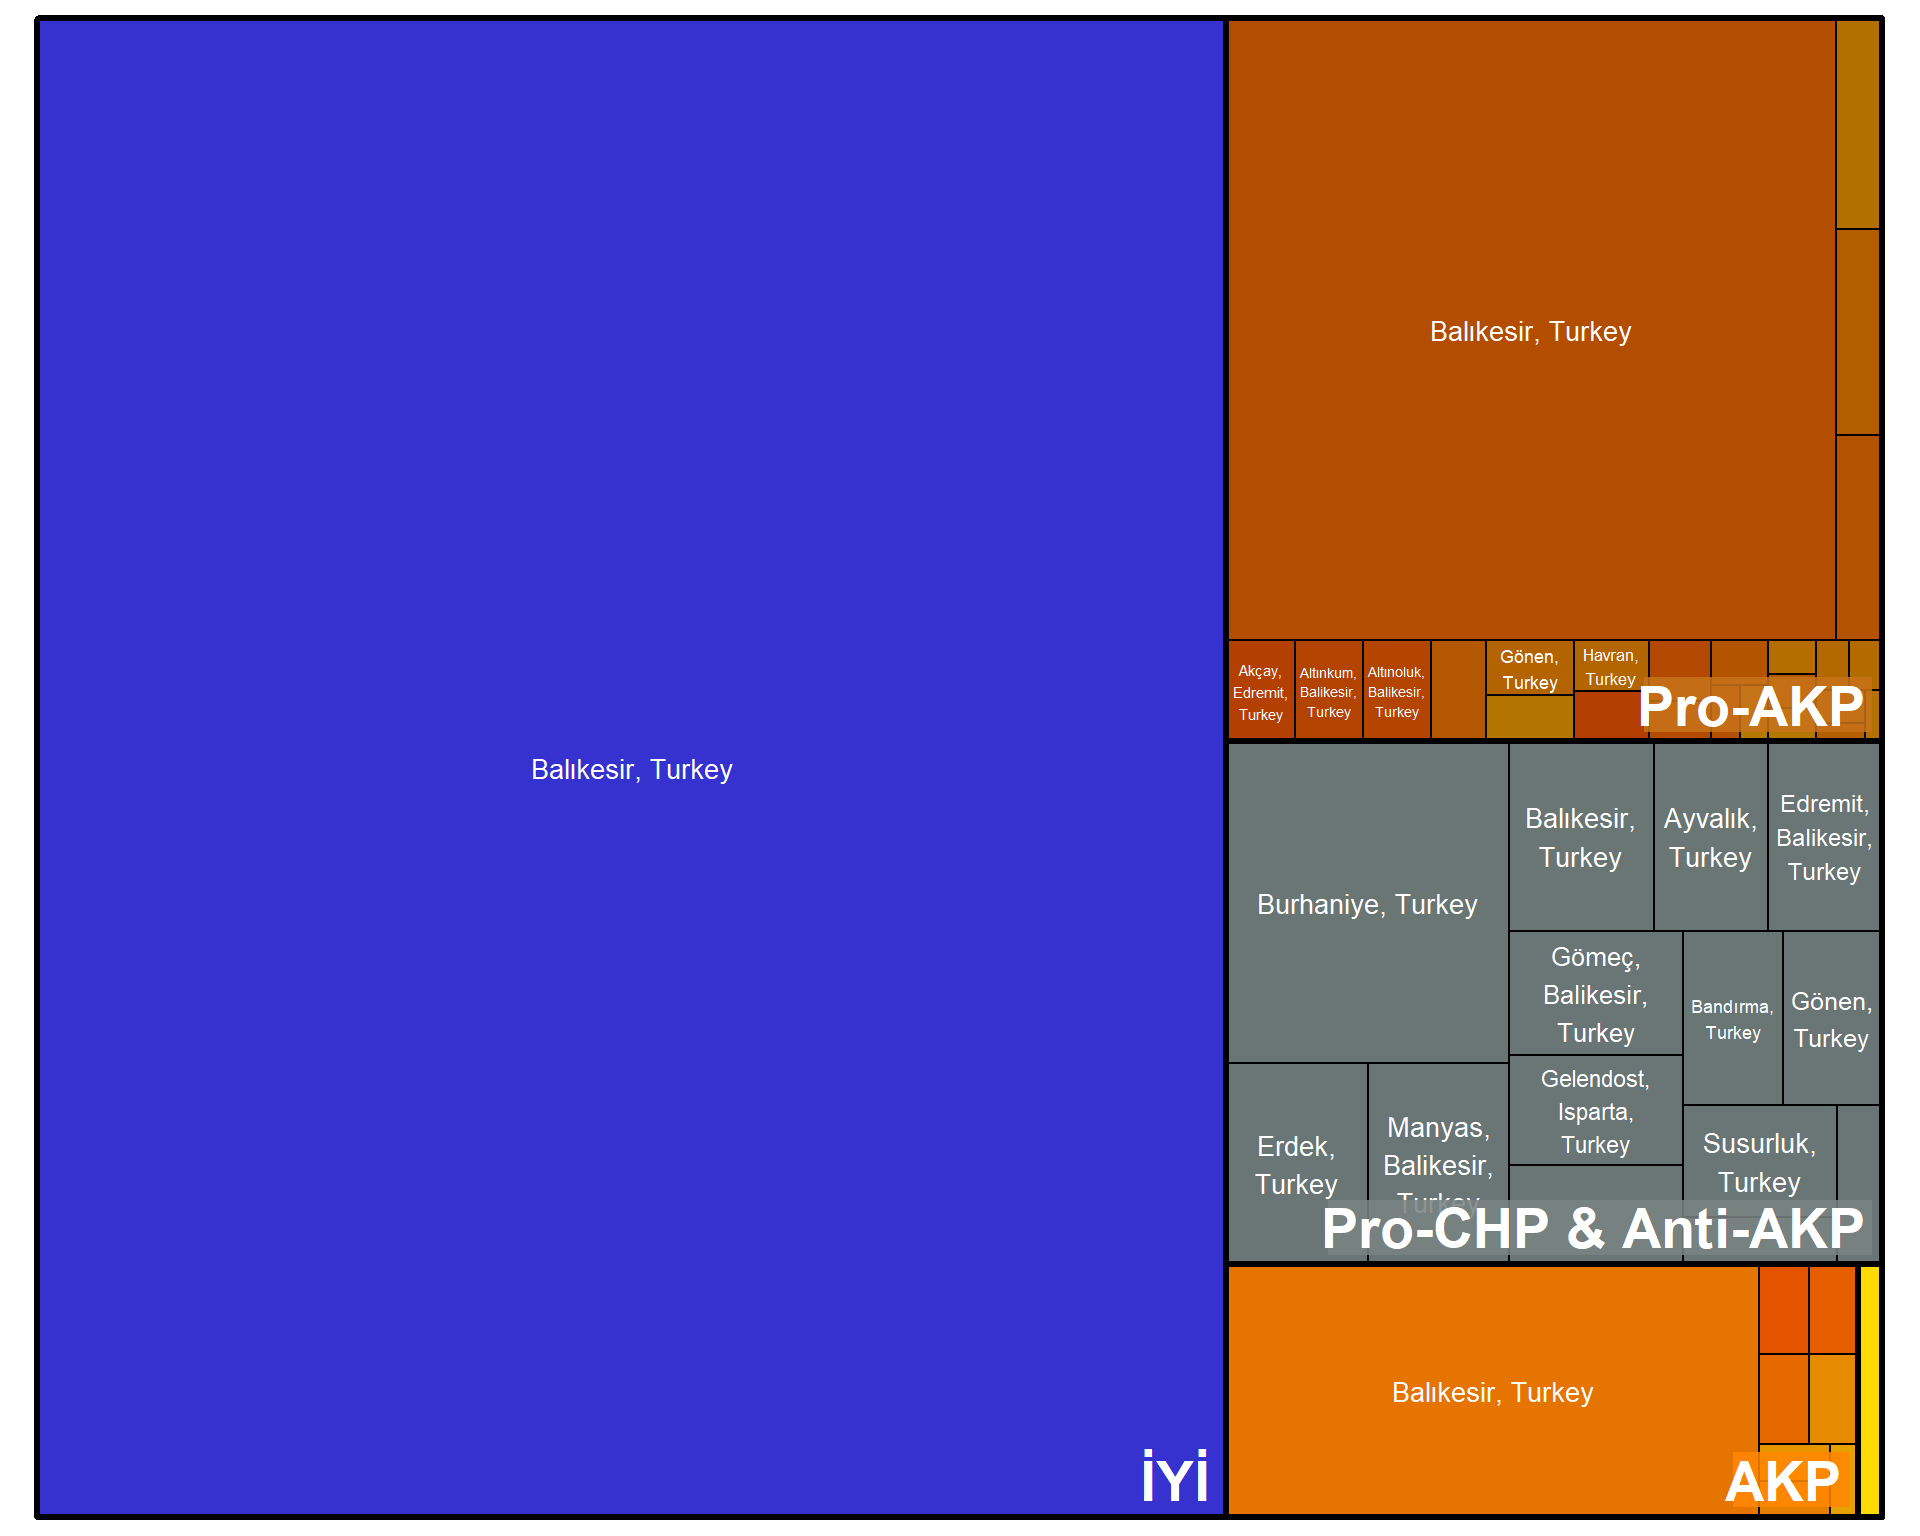 Balıkesir, Turkey
İYİ
Balıkesir, Turkey
Akçay,
Edremit,
Turkey
Altınkum,
Balikesir,
Turkey
Altınoluk,
Balikesir,
Turkey
Gönen,
Turkey
Havran,
Turkey
Pro-AKP
Burhaniye, Turkey
Balıkesir,
Turkey
Ayvalık,
Turkey
Edremit,
Balikesir,
Turkey
Gömeç,
Balikesir,
Turkey
Bandırma,
Turkey
Gönen,
Turkey
Gelendost,
Isparta,
Turkey
Erdek,
Turkey
Manyas,
Balikesir,
Turkey
Susurluk,
Turkey
Pro-CHP & Anti-AKP
Balıkesir, Turkey
AKP